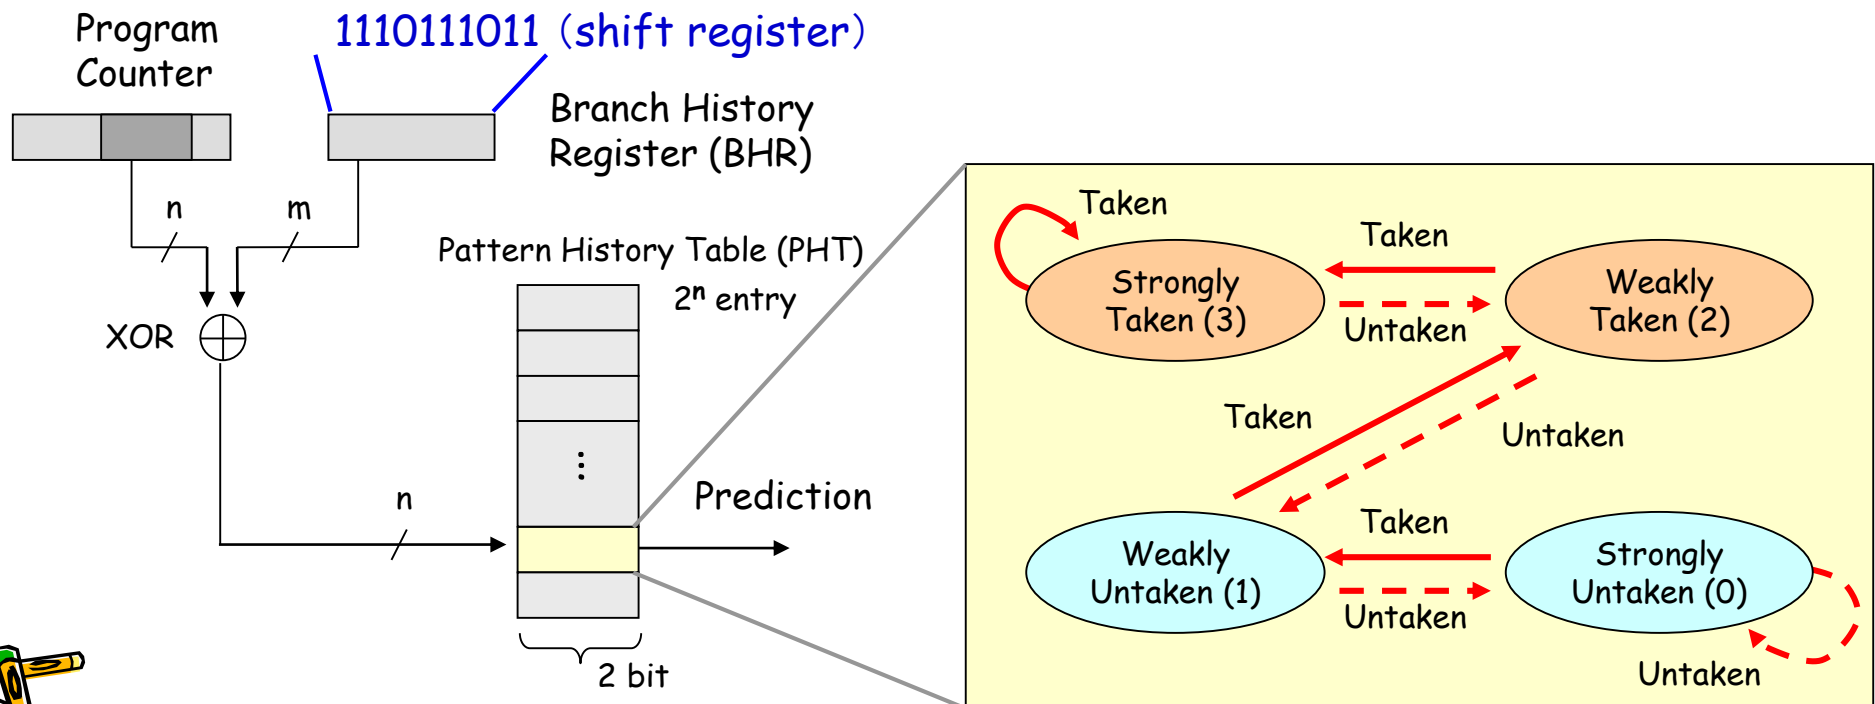 Program
Counter
1110111011 (shift register)
Branch History
Register (BHR)
n
m
Pattern History Table (PHT)
2ⁿ entry
XOR
n
Prediction
2 bit
Taken
Taken
Strongly
Taken (3)
Weakly
Taken (2)
Untaken
Taken
Untaken
Taken
Weakly
Untaken (1)
Strongly
Untaken (0)
Untaken
Untaken